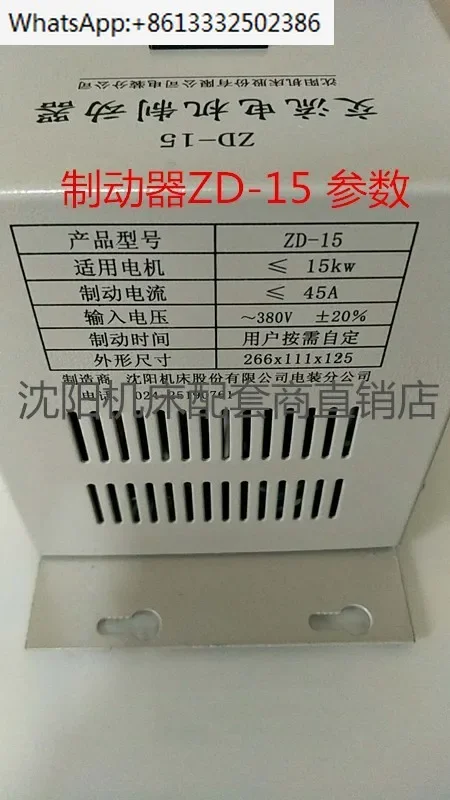 WhatsApp:+8613332502386
沈阳机床股份有限公司电装分公司
交流电机制动器
ZD-15
制动器ZD-15 参数
产品型号 ZD-15
适用电机 ≤ 15kw
制动电流 ≤ 45A
输入电压 ~380V ±20%
制动时间 用户按需自定
外形尺寸 266x111x125
制造商 沈阳机床股份有限公司电装分公司
沈阳机床配套商直销店
电话 024-25190761